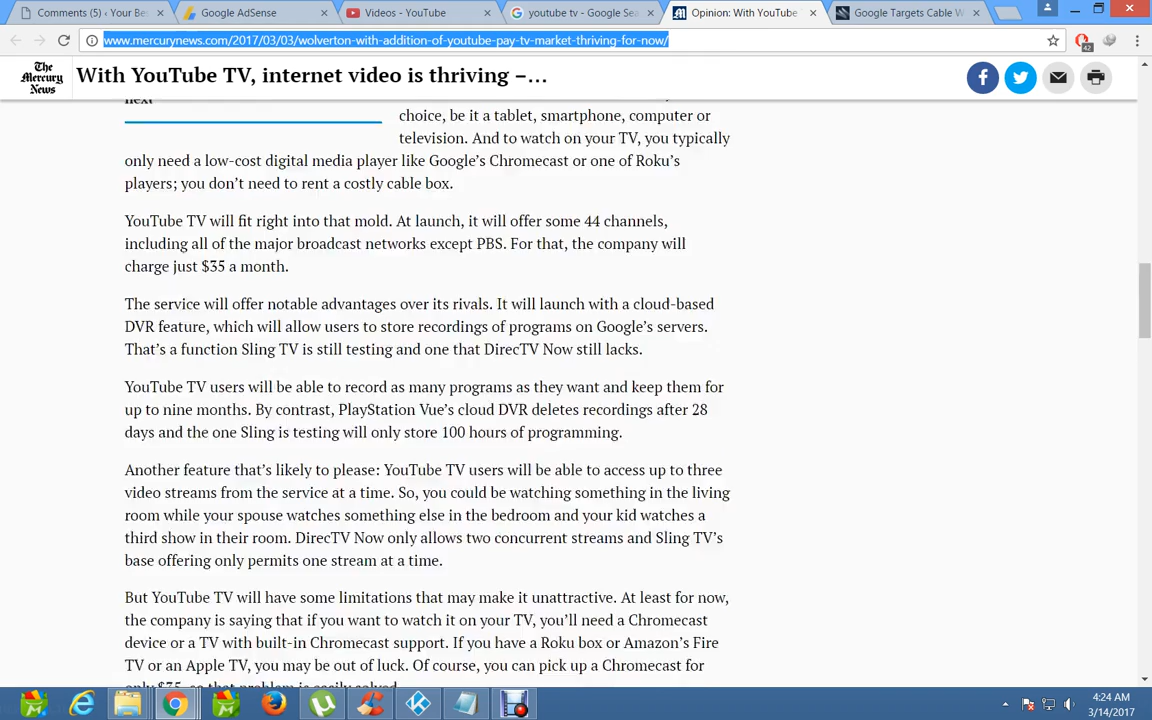 Comments (5) ‹ Your Bes
Google AdSense
Videos - YouTube
youtube tv - Google Sea
Opinion: With YouTube
Google Targets Cable W
www.mercurynews.com/2017/03/03/wolverton-with-addition-of-youtube-pay-tv-market-thriving-for-now/
42
The Mercury News
With YouTube TV, internet video is thriving –...
next
choice, be it a tablet, smartphone, computer or
television. And to watch on your TV, you typically
only need a low-cost digital media player like Google’s Chromecast or one of Roku’s
players; you don’t need to rent a costly cable box.
YouTube TV will fit right into that mold. At launch, it will offer some 44 channels,
including all of the major broadcast networks except PBS. For that, the company will
charge just $35 a month.
The service will offer notable advantages over its rivals. It will launch with a cloud-based
DVR feature, which will allow users to store recordings of programs on Google’s servers.
That’s a function Sling TV is still testing and one that DirecTV Now still lacks.
YouTube TV users will be able to record as many programs as they want and keep them for
up to nine months. By contrast, PlayStation Vue’s cloud DVR deletes recordings after 28
days and the one Sling is testing will only store 100 hours of programming.
Another feature that’s likely to please: YouTube TV users will be able to access up to three
video streams from the service at a time. So, you could be watching something in the living
room while your spouse watches something else in the bedroom and your kid watches a
third show in their room. DirecTV Now only allows two concurrent streams and Sling TV’s
base offering only permits one stream at a time.
But YouTube TV will have some limitations that may make it unattractive. At least for now,
the company is saying that if you want to watch it on your TV, you’ll need a Chromecast
device or a TV with built-in Chromecast support. If you have a Roku box or Amazon’s Fire
TV or an Apple TV, you may be out of luck. Of course, you can pick up a Chromecast for
only $35, so that problem is easily solved.
4:24 AM
3/14/2017